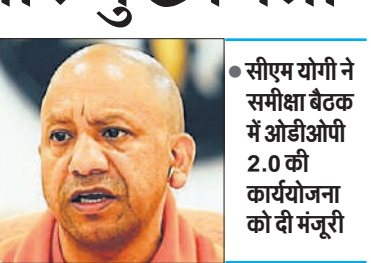 ● सीएम योगी ने
समीक्षा बैठक
में ओडीओपी
2.0 की
कार्ययोजना
को दी मंजूरी